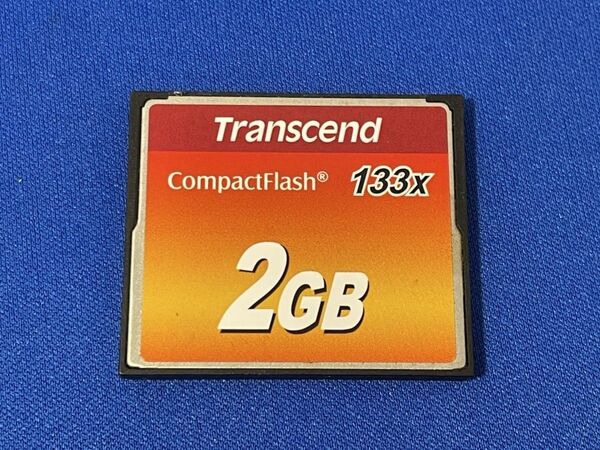 Transcend
CompactFlash® 133x
2GB